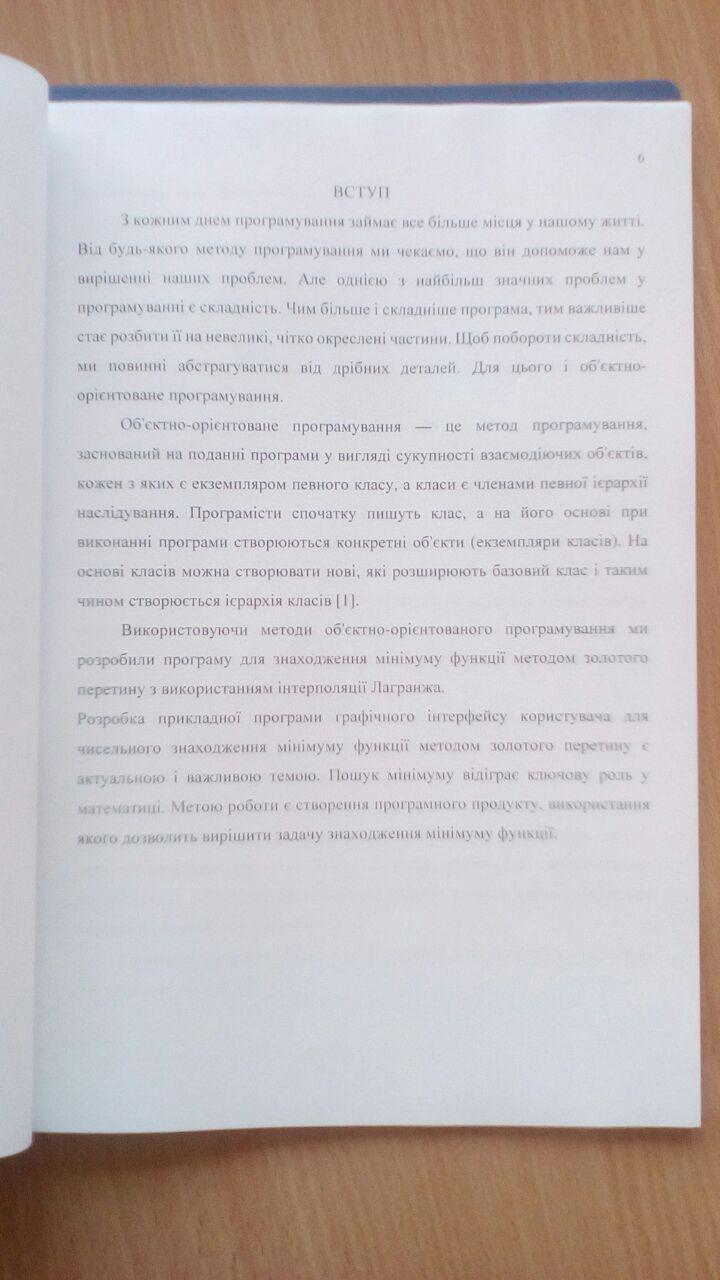 6
ВСТУП
З кожним днем програмування займає все більше місця у нашому житті.
Від будь-якого методу програмування ми чекаємо, що він допоможе нам у
вирішенні наших проблем. Але однією з найбільш значних проблем у
програмуванні є складність. Чим більше і складніше програма, тим важливіше
стає розбити її на невеликі, чітко окреслені частини. Щоб побороти складність,
ми повинні абстрагуватися від дрібних деталей. Для цього і об'єктно-
орієнтоване програмування.
Об'єктно-орієнтоване програмування — це метод програмування,
заснований на поданні програми у вигляді сукупності взаємодіючих об'єктів,
кожен з яких є екземпляром певного класу, а класи є членами певної ієрархії
наслідування. Програмісти спочатку пишуть клас, а на його основі при
виконанні програми створюються конкретні об'єкти (екземпляри класів). На
основі класів можна створювати нові, які розширюють базовий клас і таким
чином створюється ієрархія класів [1].
Використовуючи методи об'єктно-орієнтованого програмування ми
розробили програму для знаходження мінімуму функції методом золотого
перетину з використанням інтерполяції Лагранжа.
Розробка прикладної програми графічного інтерфейсу користувача для
чисельного знаходження мінімуму функції методом золотого перетину є
актуальною і важливою темою. Пошук мінімуму відіграє ключову роль у
математиці. Метою роботи є створення програмного продукту, використання
якого дозволить вирішити задачу знаходження мінімуму функції.